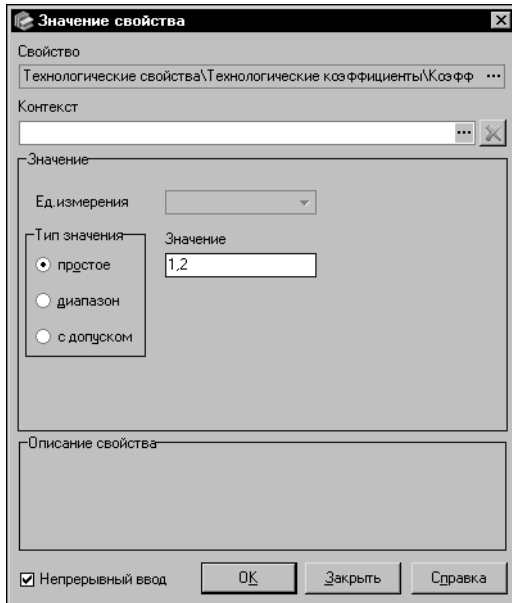 Значение свойства
Свойство
Технологические свойства\Технологические коэффициенты\Коэфф ...
Контекст
...
Значение
Ед.измерения
Тип значения
Значение
простое
1,2
диапазон
с допуском
Описание свойства
Непрерывный ввод ОК Закрыть Справка